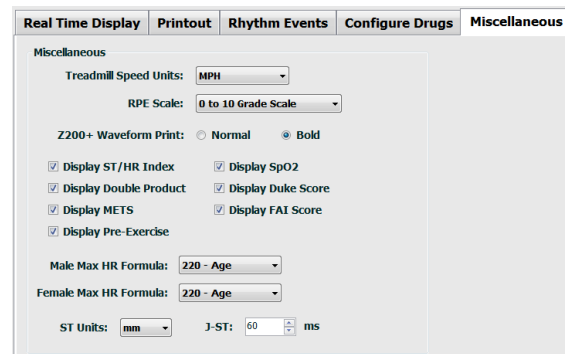 Real Time Display Printout Rhythm Events Configure Drugs Miscellaneous
Miscellaneous
Treadmill Speed Units: MPH
RPE Scale: 0 to 10 Grade Scale
Z200+ Waveform Print: Normal Bold
Display ST/HR Index Display SpO2
Display Double Product Display Duke Score
Display METS Display FAI Score
Display Pre-Exercise
Male Max HR Formula: 220 - Age
Female Max HR Formula: 220 - Age
ST Units: mm J-ST: 60 ms